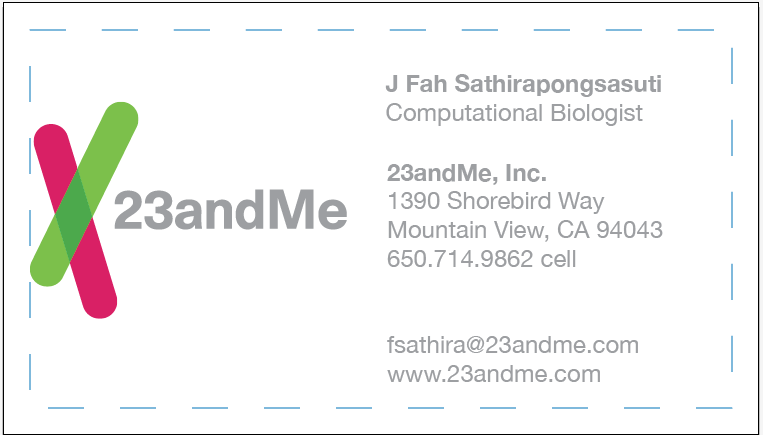 23andMe
J Fah Sathirapongsasuti
Computational Biologist
23andMe, Inc.
1390 Shorebird Way
Mountain View, CA 94043
650.714.9862 cell
fsathira@23andme.com
www.23andme.com